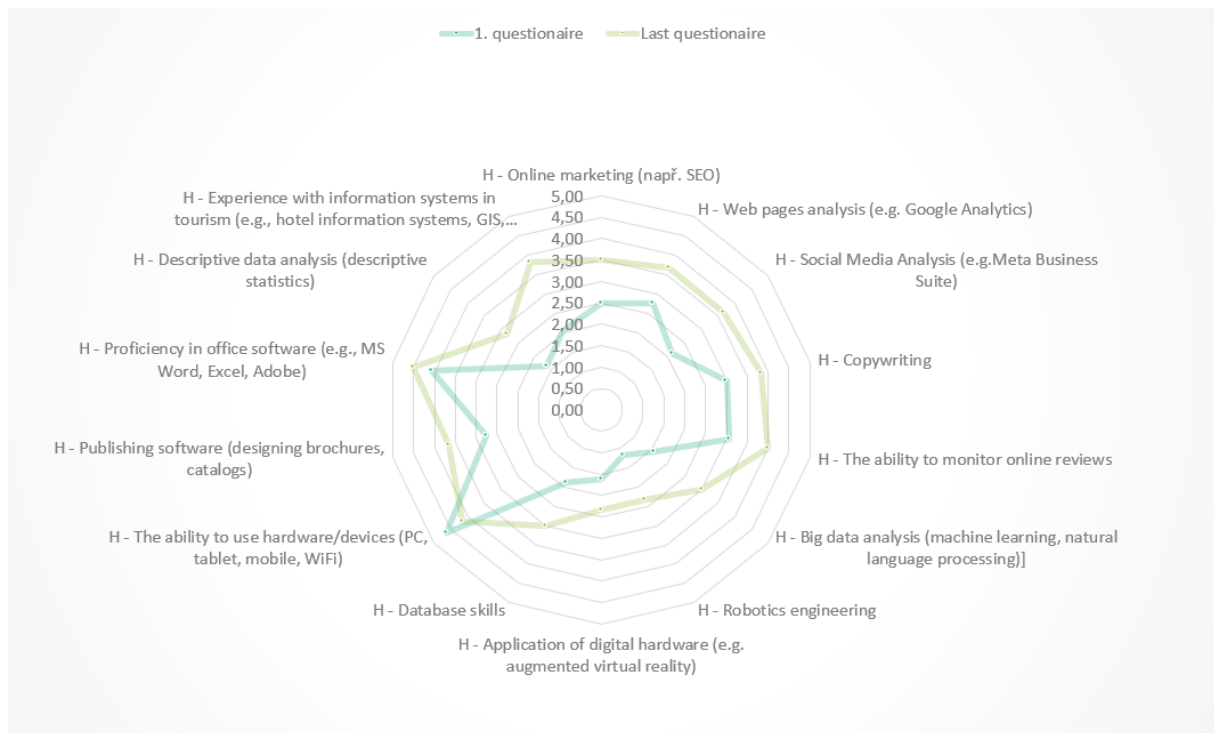 1. questionaire
Last questionaire
H - Online marketing (např. SEO)
H - Web pages analysis (e.g. Google Analytics)
H - Social Media Analysis (e.g.Meta Business
Suite)
H - Copywriting
H - The ability to monitor online reviews
H - Big data analysis (machine learning, natural
language processing)]
H - Robotics engineering
H - Application of digital hardware (e.g.
augmented virtual reality)
H - Database skills
H - The ability to use hardware/devices (PC,
tablet, mobile, WiFi)
H - Publishing software (designing brochures,
catalogs)
H - Proficiency in office software (e.g., MS
Word, Excel, Adobe)
H - Descriptive data analysis (descriptive
statistics)
H - Experience with information systems in
tourism (e.g., hotel information systems, GIS,...
5,00
4,50
4,00
3,50
3,00
2,50
2,00
1,50
1,00
0,50
0,00